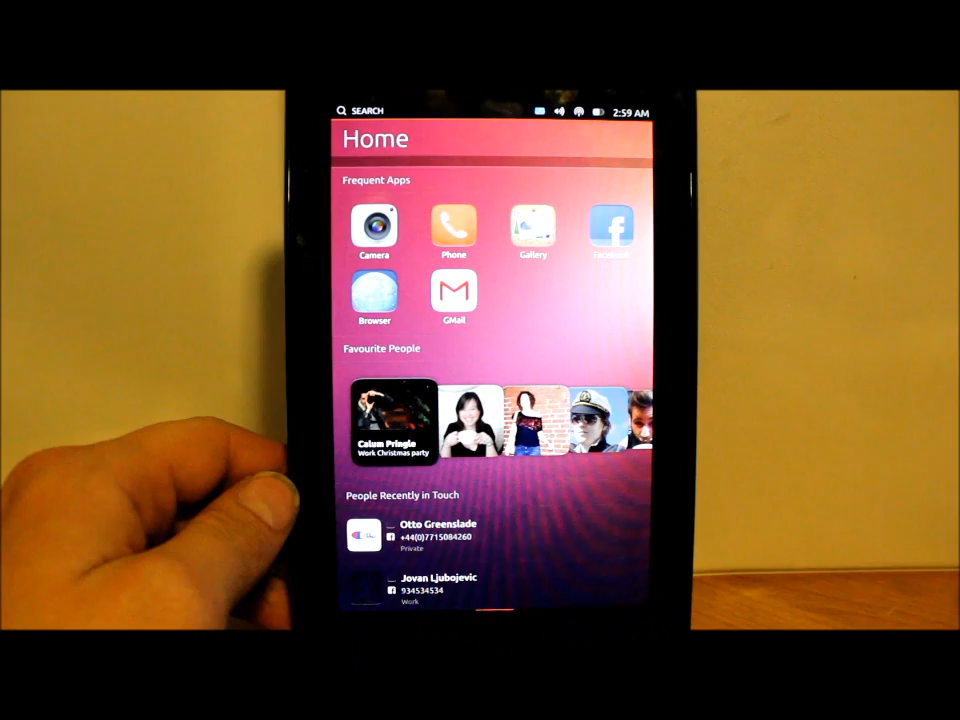 SEARCH 2:59 AM
Home
Frequent Apps
Camera Phone Gallery Facebook
Browser GMail
Favourite People
Calum Pringle
Work Christmas party
People Recently in Touch
Otto Greenslade
+44(0)7715084260
Private
Jovan Ljubojevic
934534534
Work